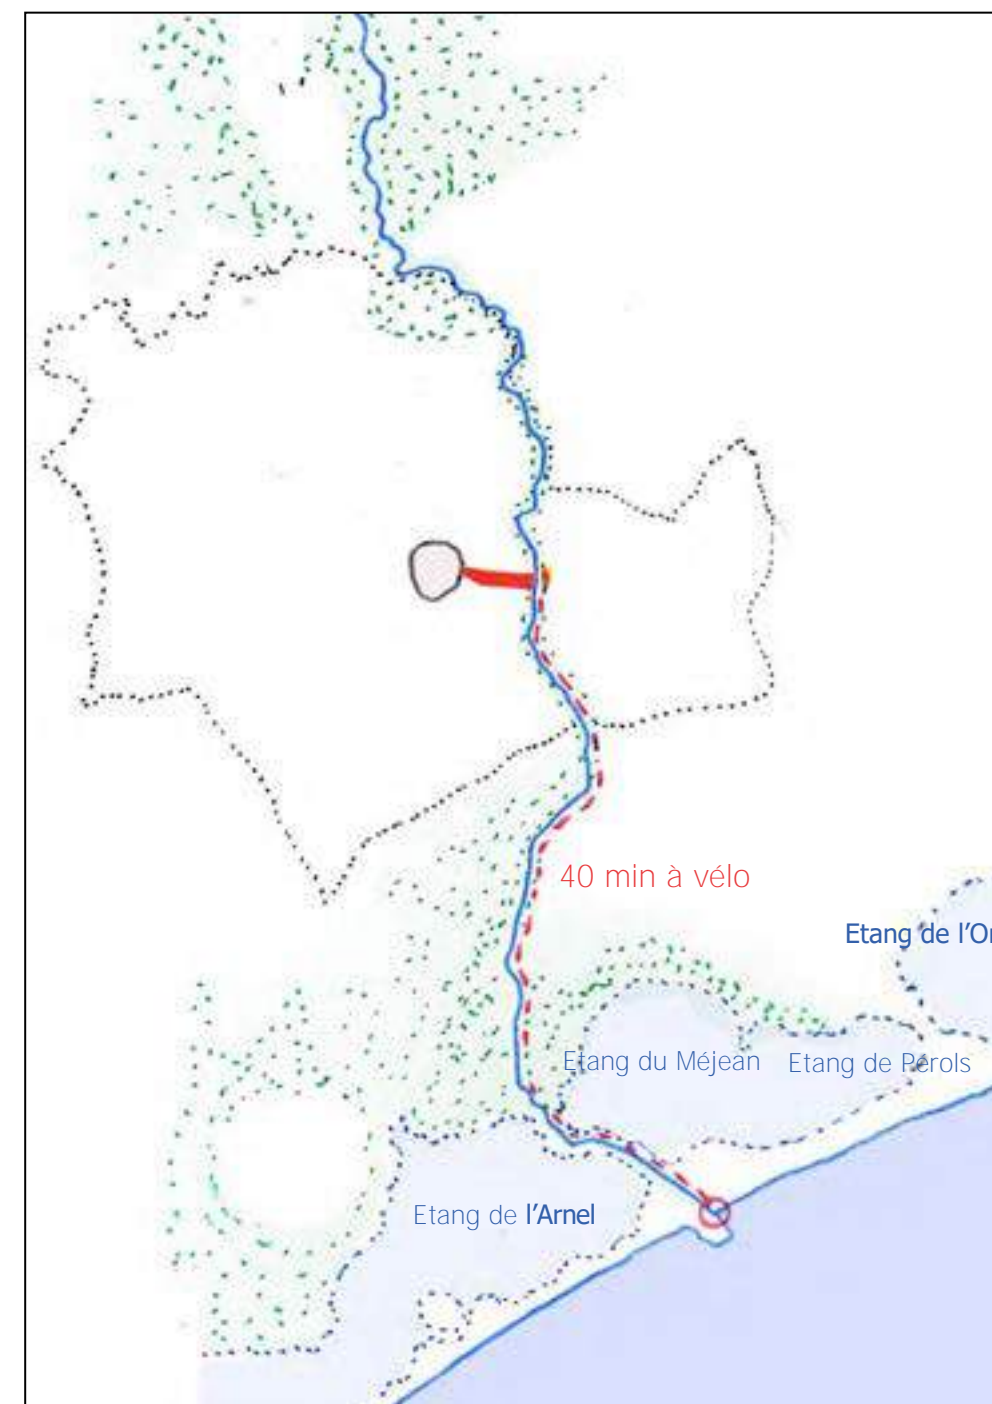 40 min à vélo
Etang de l'Or
Etang du Méjean
Etang de Pérols
Etang de l'Arnel